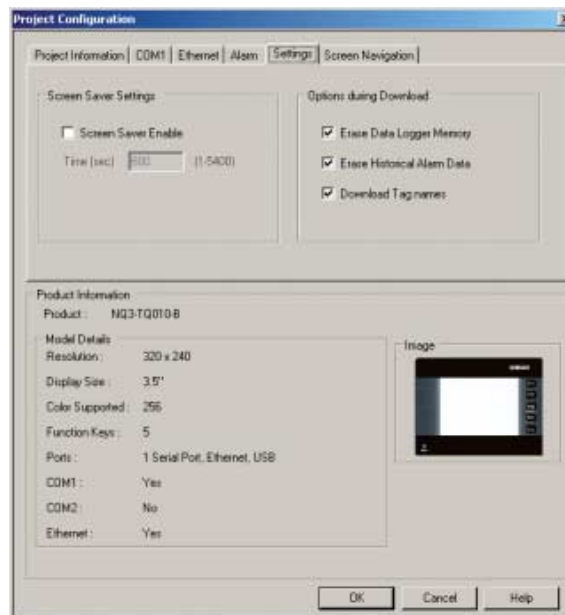 Project Configuration
Project Information COM1 Ethernet Alarm Settings Screen Navigation
Screen Saver Settings
Screen Saver Enable
Time (sec) 600 (1-5400)
Options during Download
Erase Data Logger Memory
Erase Historical Alarm Data
Download Tag names
Product Information
Product : NQ3-TQ010-B
Model Details
Resolution : 320 x 240
Display Size : 3.5"
Color Supported : 256
Function Keys : 5
Ports : 1 Serial Port, Ethernet, USB
COM1 : Yes
COM2 : No
Ethernet : Yes
Image
OK Cancel Help